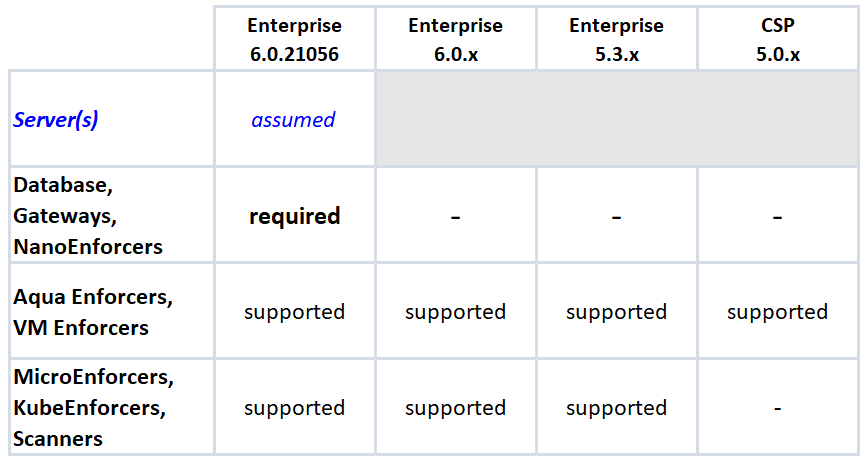 Enterprise Enterprise Enterprise CSP
6.0.21056 6.0.x 5.3.x 5.0.x
Server(s) assumed
Database,
Gateways, required - - -
NanoEnforcers
Aqua Enforcers, supported supported supported supported
VM Enforcers
MicroEnforcers,
KubeEnforcers, supported supported supported -
Scanners